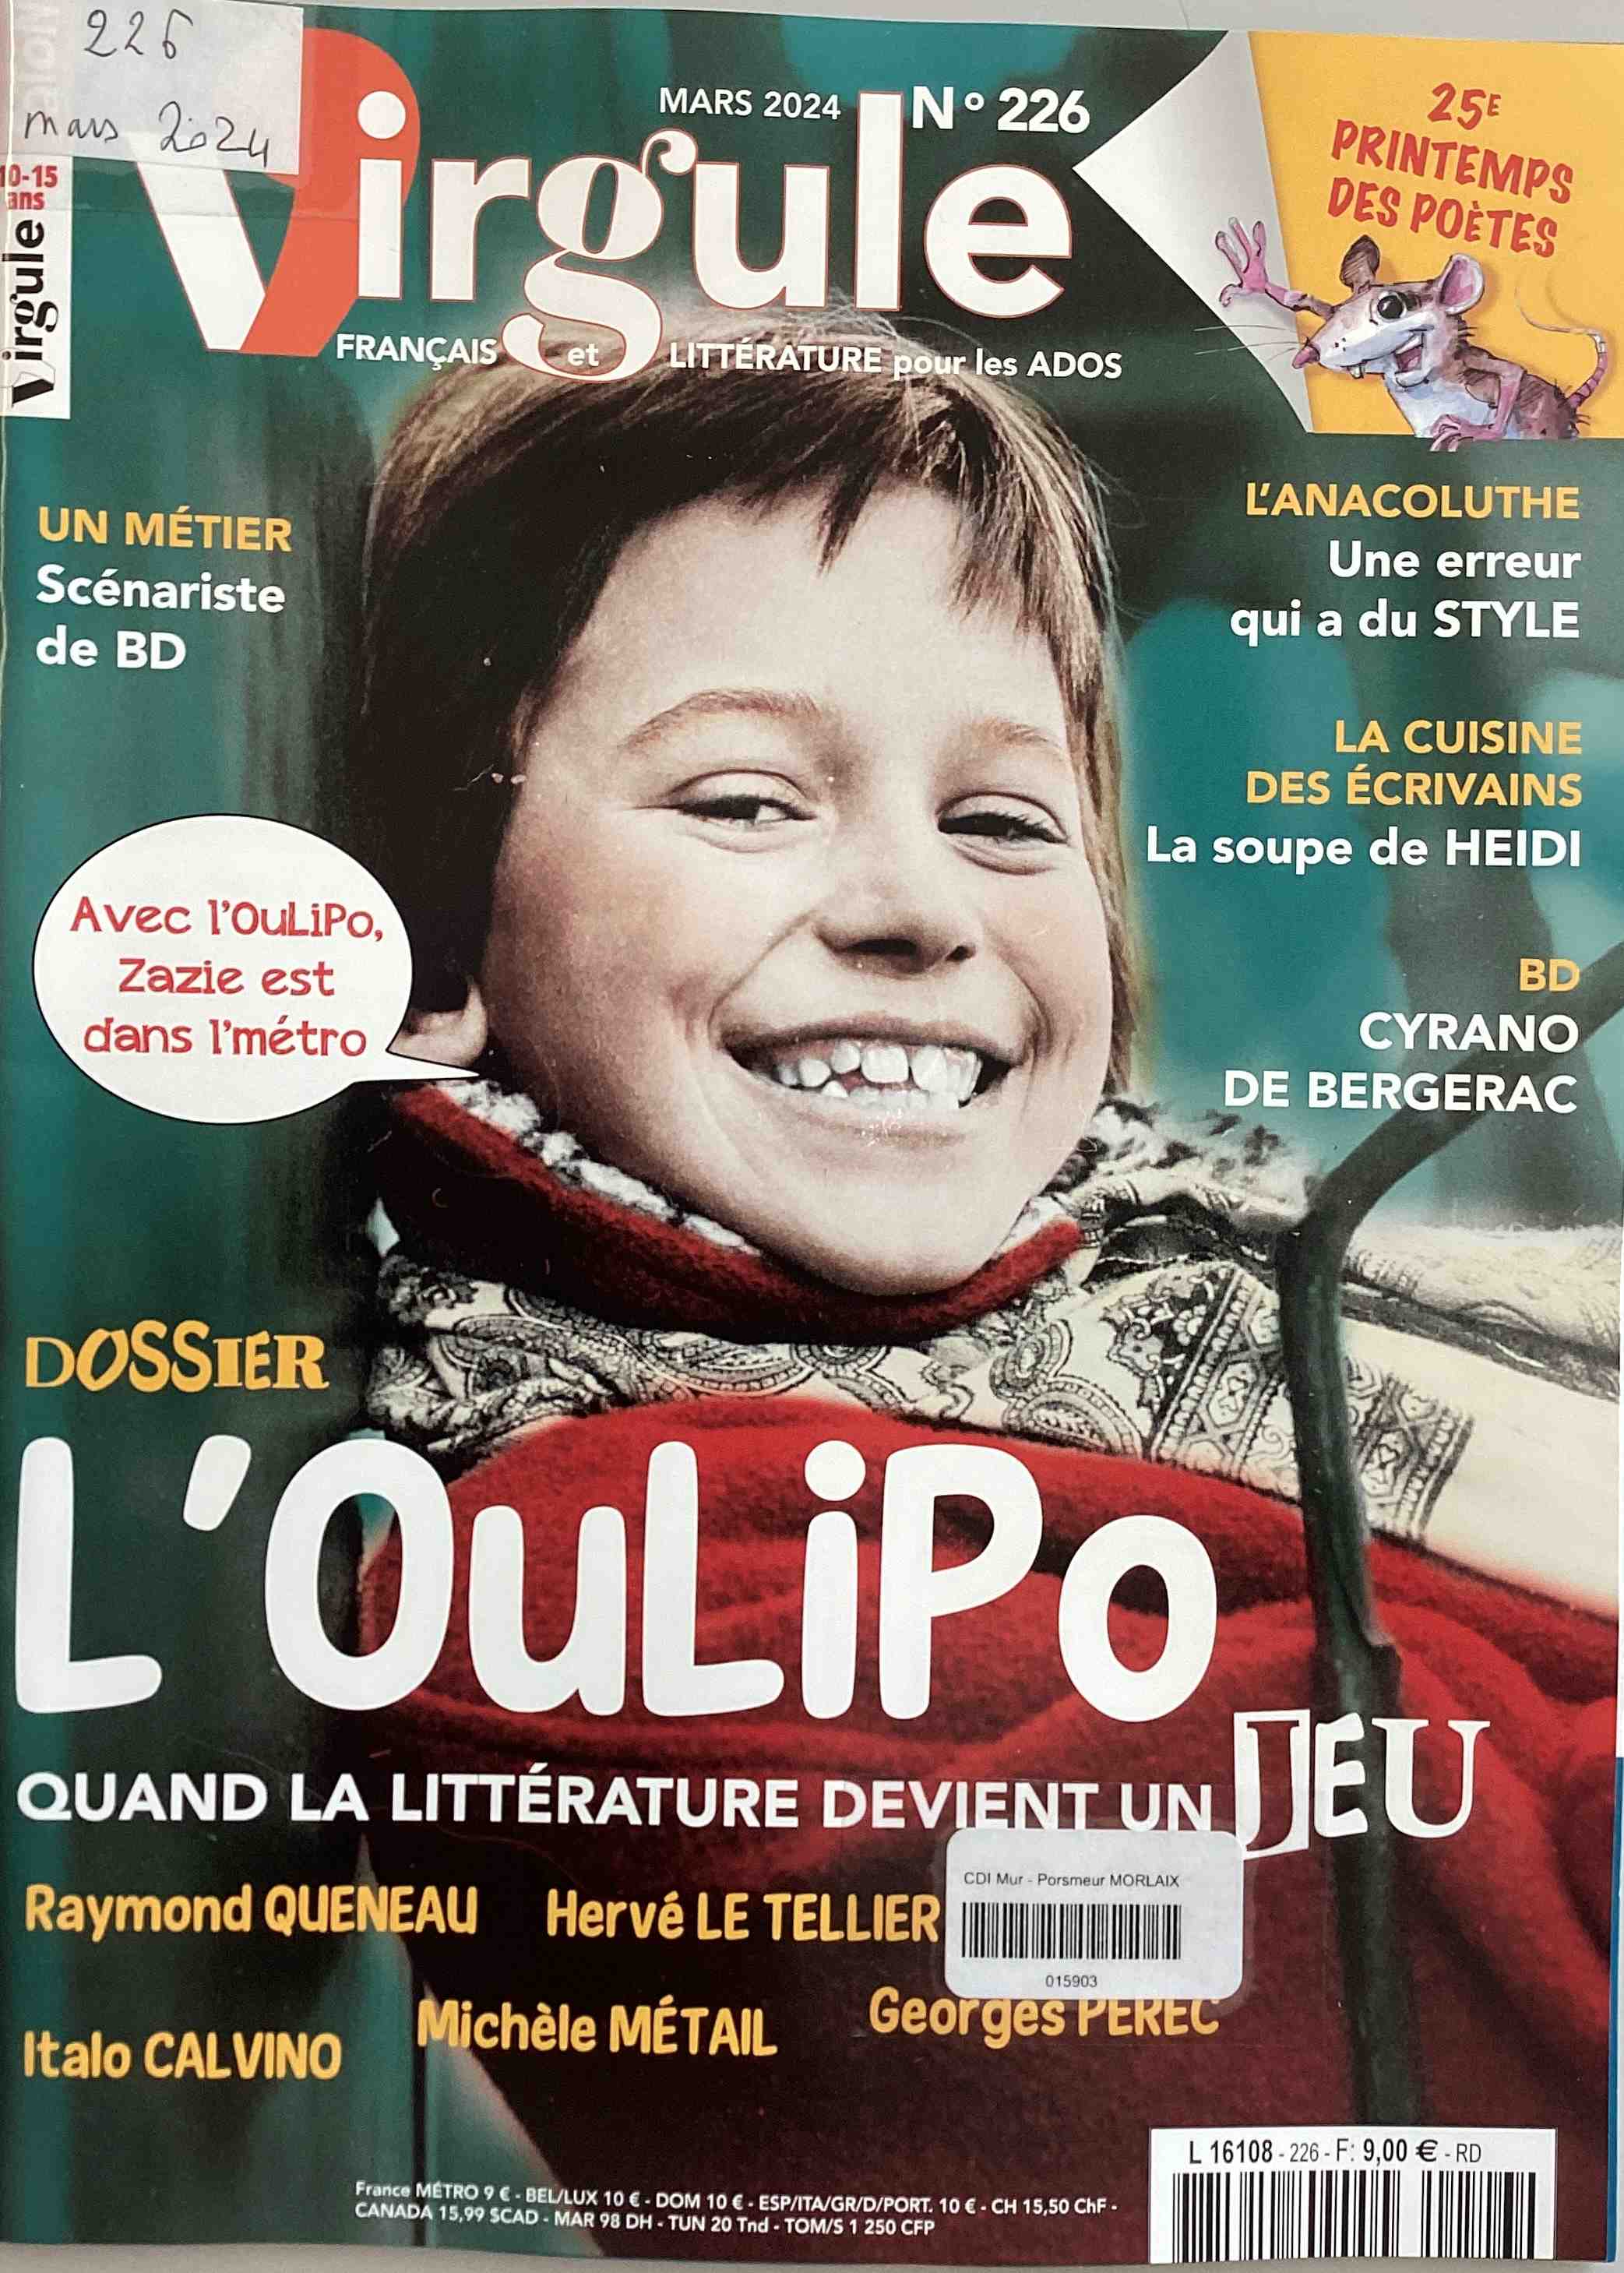 226
mars 2024
10-15
ans
Virgule
MARS 2024 N° 226
Virgule
FRANÇAIS et LITTÉRATURE pour les ADOS
25E
PRINTEMPS
DES POÈTES
UN MÉTIER
Scénariste
de BD
L'ANACOLUTHE
Une erreur
qui a du STYLE
LA CUISINE
DES ÉCRIVAINS
La soupe de HEIDI
BD
CYRANO
DE BERGERAC
Avec l'OuLiPo,
Zazie est
dans l'métro
DOSSIER
L'OuLiPo
QUAND LA LITTÉRATURE DEVIENT UN JEU
Raymond QUENEAU Hervé LE TELLIER
CDI Mur - Porsmeur MORLAIX
015903
Italo CALVINO Michèle MÉTAIL Georges PEREC
L 16108 - 226 - F: 9,00 € - RD
France MÉTRO 9 € - BEL/LUX 10 € - DOM 10 € - ESP/ITA/GR/D/PORT. 10 € - CH 15,50 ChF -
CANADA 15,99 $CAD - MAR 98 DH - TUN 20 Tnd - TOM/S 1 250 CFP